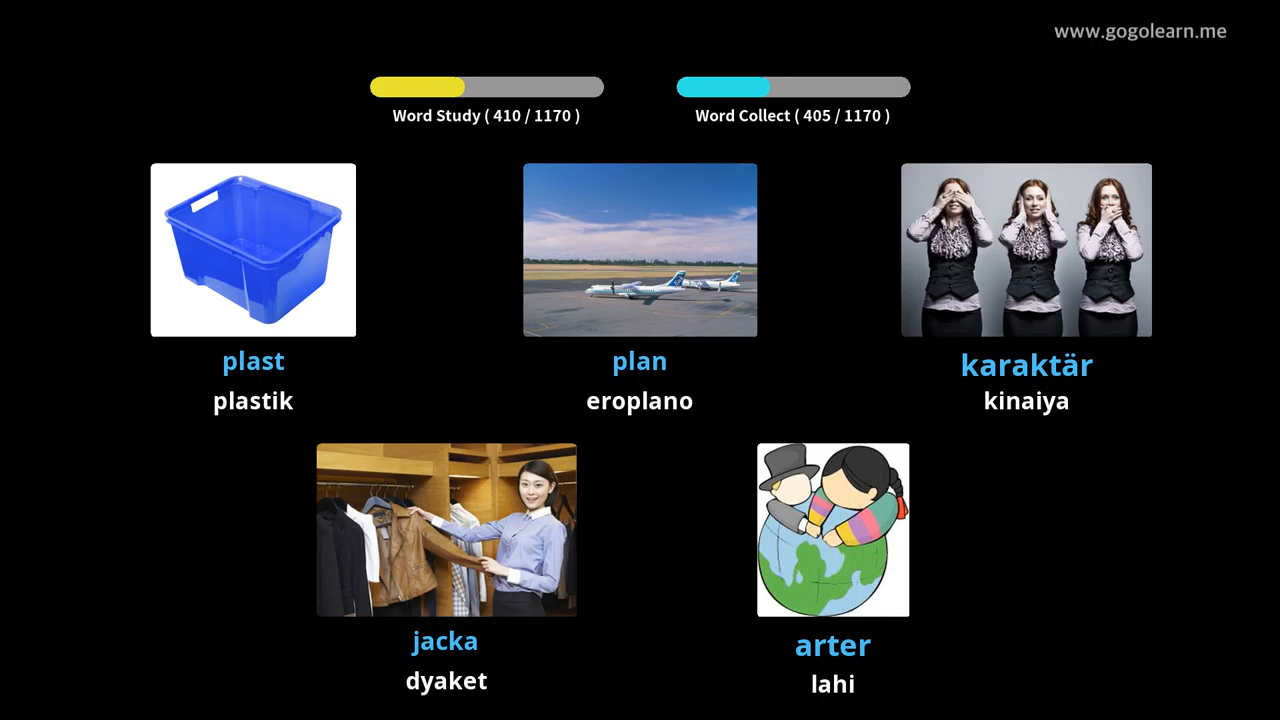 www.gogolearn.me
Word Study ( 410 / 1170 )
Word Collect ( 405 / 1170 )
plast
plastik
plan
eroplano
karaktär
kinaiya
jacka
dyaket
arter
lahi